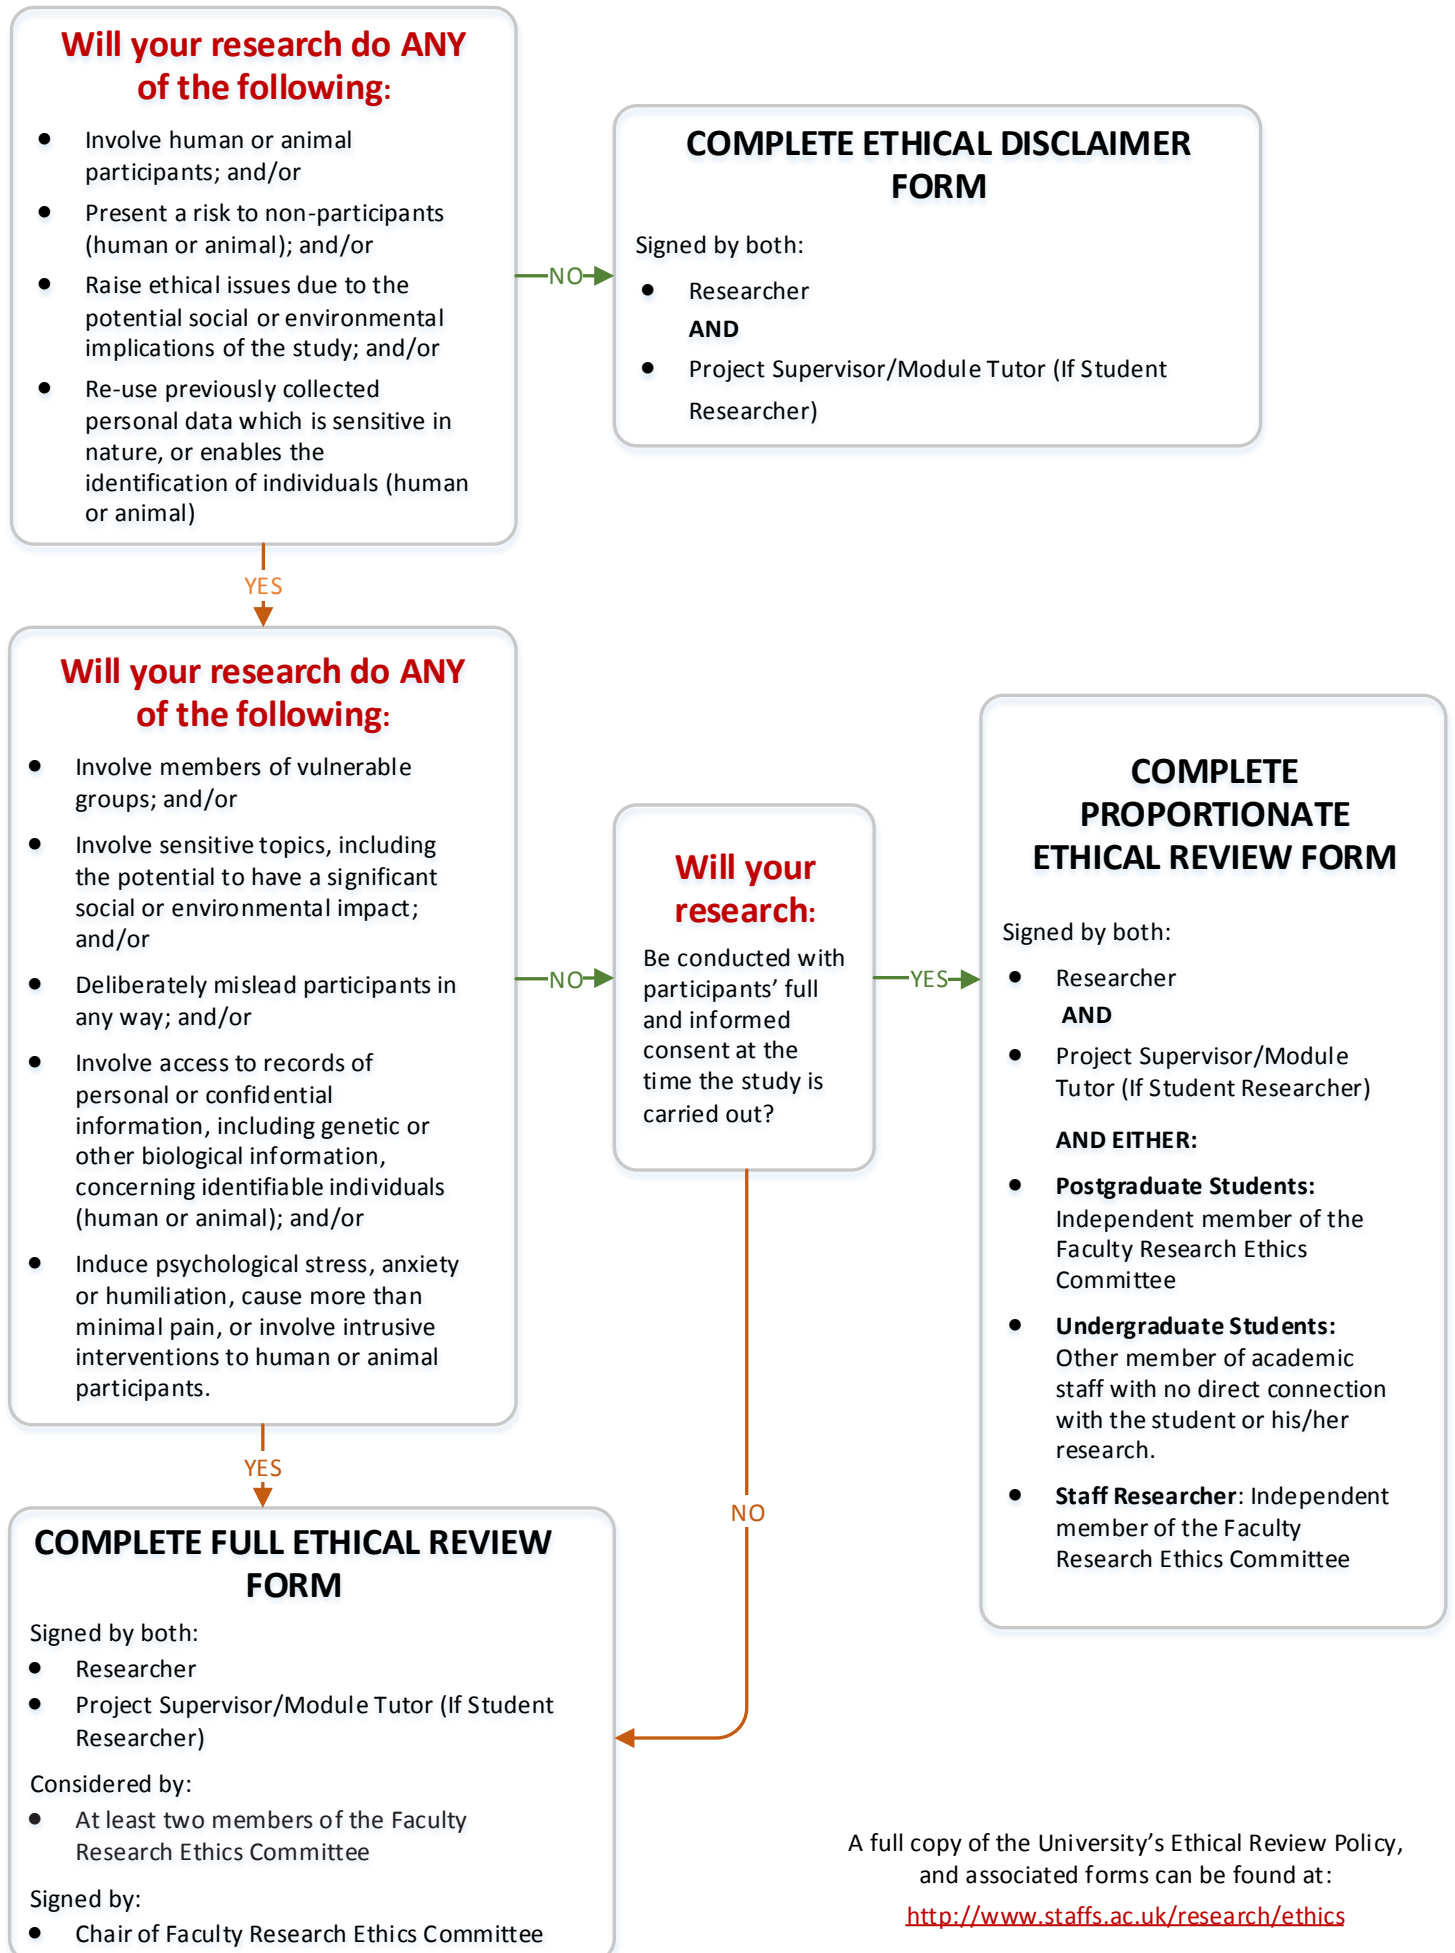 Will your research do ANY
of the following:
● Involve human or animal
participants; and/or
● Present a risk to non-participants
(human or animal); and/or
● Raise ethical issues due to the
potential social or environmental
implications of the study; and/or
● Re-use previously collected
personal data which is sensitive in
nature, or enables the
identification of individuals (human
or animal)
NO
COMPLETE ETHICAL DISCLAIMER
FORM
Signed by both:
● Researcher
AND
● Project Supervisor/Module Tutor (If Student
Researcher)
YES
Will your research do ANY
of the following:
● Involve members of vulnerable
groups; and/or
● Involve sensitive topics, including
the potential to have a significant
social or environmental impact;
and/or
● Deliberately mislead participants in
any way; and/or
● Involve access to records of
personal or confidential
information, including genetic or
other biological information,
concerning identifiable individuals
(human or animal); and/or
● Induce psychological stress, anxiety
or humiliation, cause more than
minimal pain, or involve intrusive
interventions to human or animal
participants.
NO
Will your
research:
Be conducted with
participants’ full
and informed
consent at the
time the study is
carried out?
YES
COMPLETE
PROPORTIONATE
ETHICAL REVIEW FORM
Signed by both:
● Researcher
AND
● Project Supervisor/Module
Tutor (If Student Researcher)
AND EITHER:
● Postgraduate Students:
Independent member of the
Faculty Research Ethics
Committee
● Undergraduate Students:
Other member of academic
staff with no direct connection
with the student or his/her
research.
● Staff Researcher: Independent
member of the Faculty
Research Ethics Committee
YES
NO
COMPLETE FULL ETHICAL REVIEW
FORM
Signed by both:
● Researcher
● Project Supervisor/Module Tutor (If Student
Researcher)
Considered by:
● At least two members of the Faculty
Research Ethics Committee
Signed by:
● Chair of Faculty Research Ethics Committee
A full copy of the University’s Ethical Review Policy,
and associated forms can be found at:
http://www.staffs.ac.uk/research/ethics